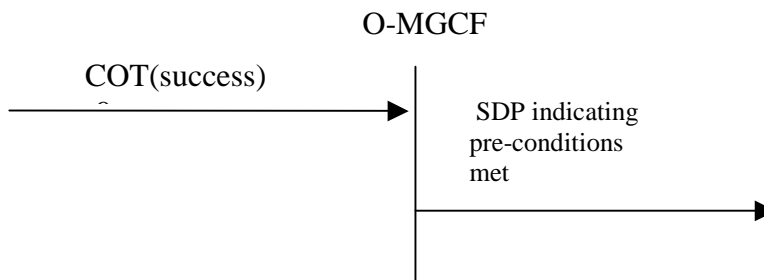 O-MGCF
COT(success)
SDP indicating
pre-conditions
met